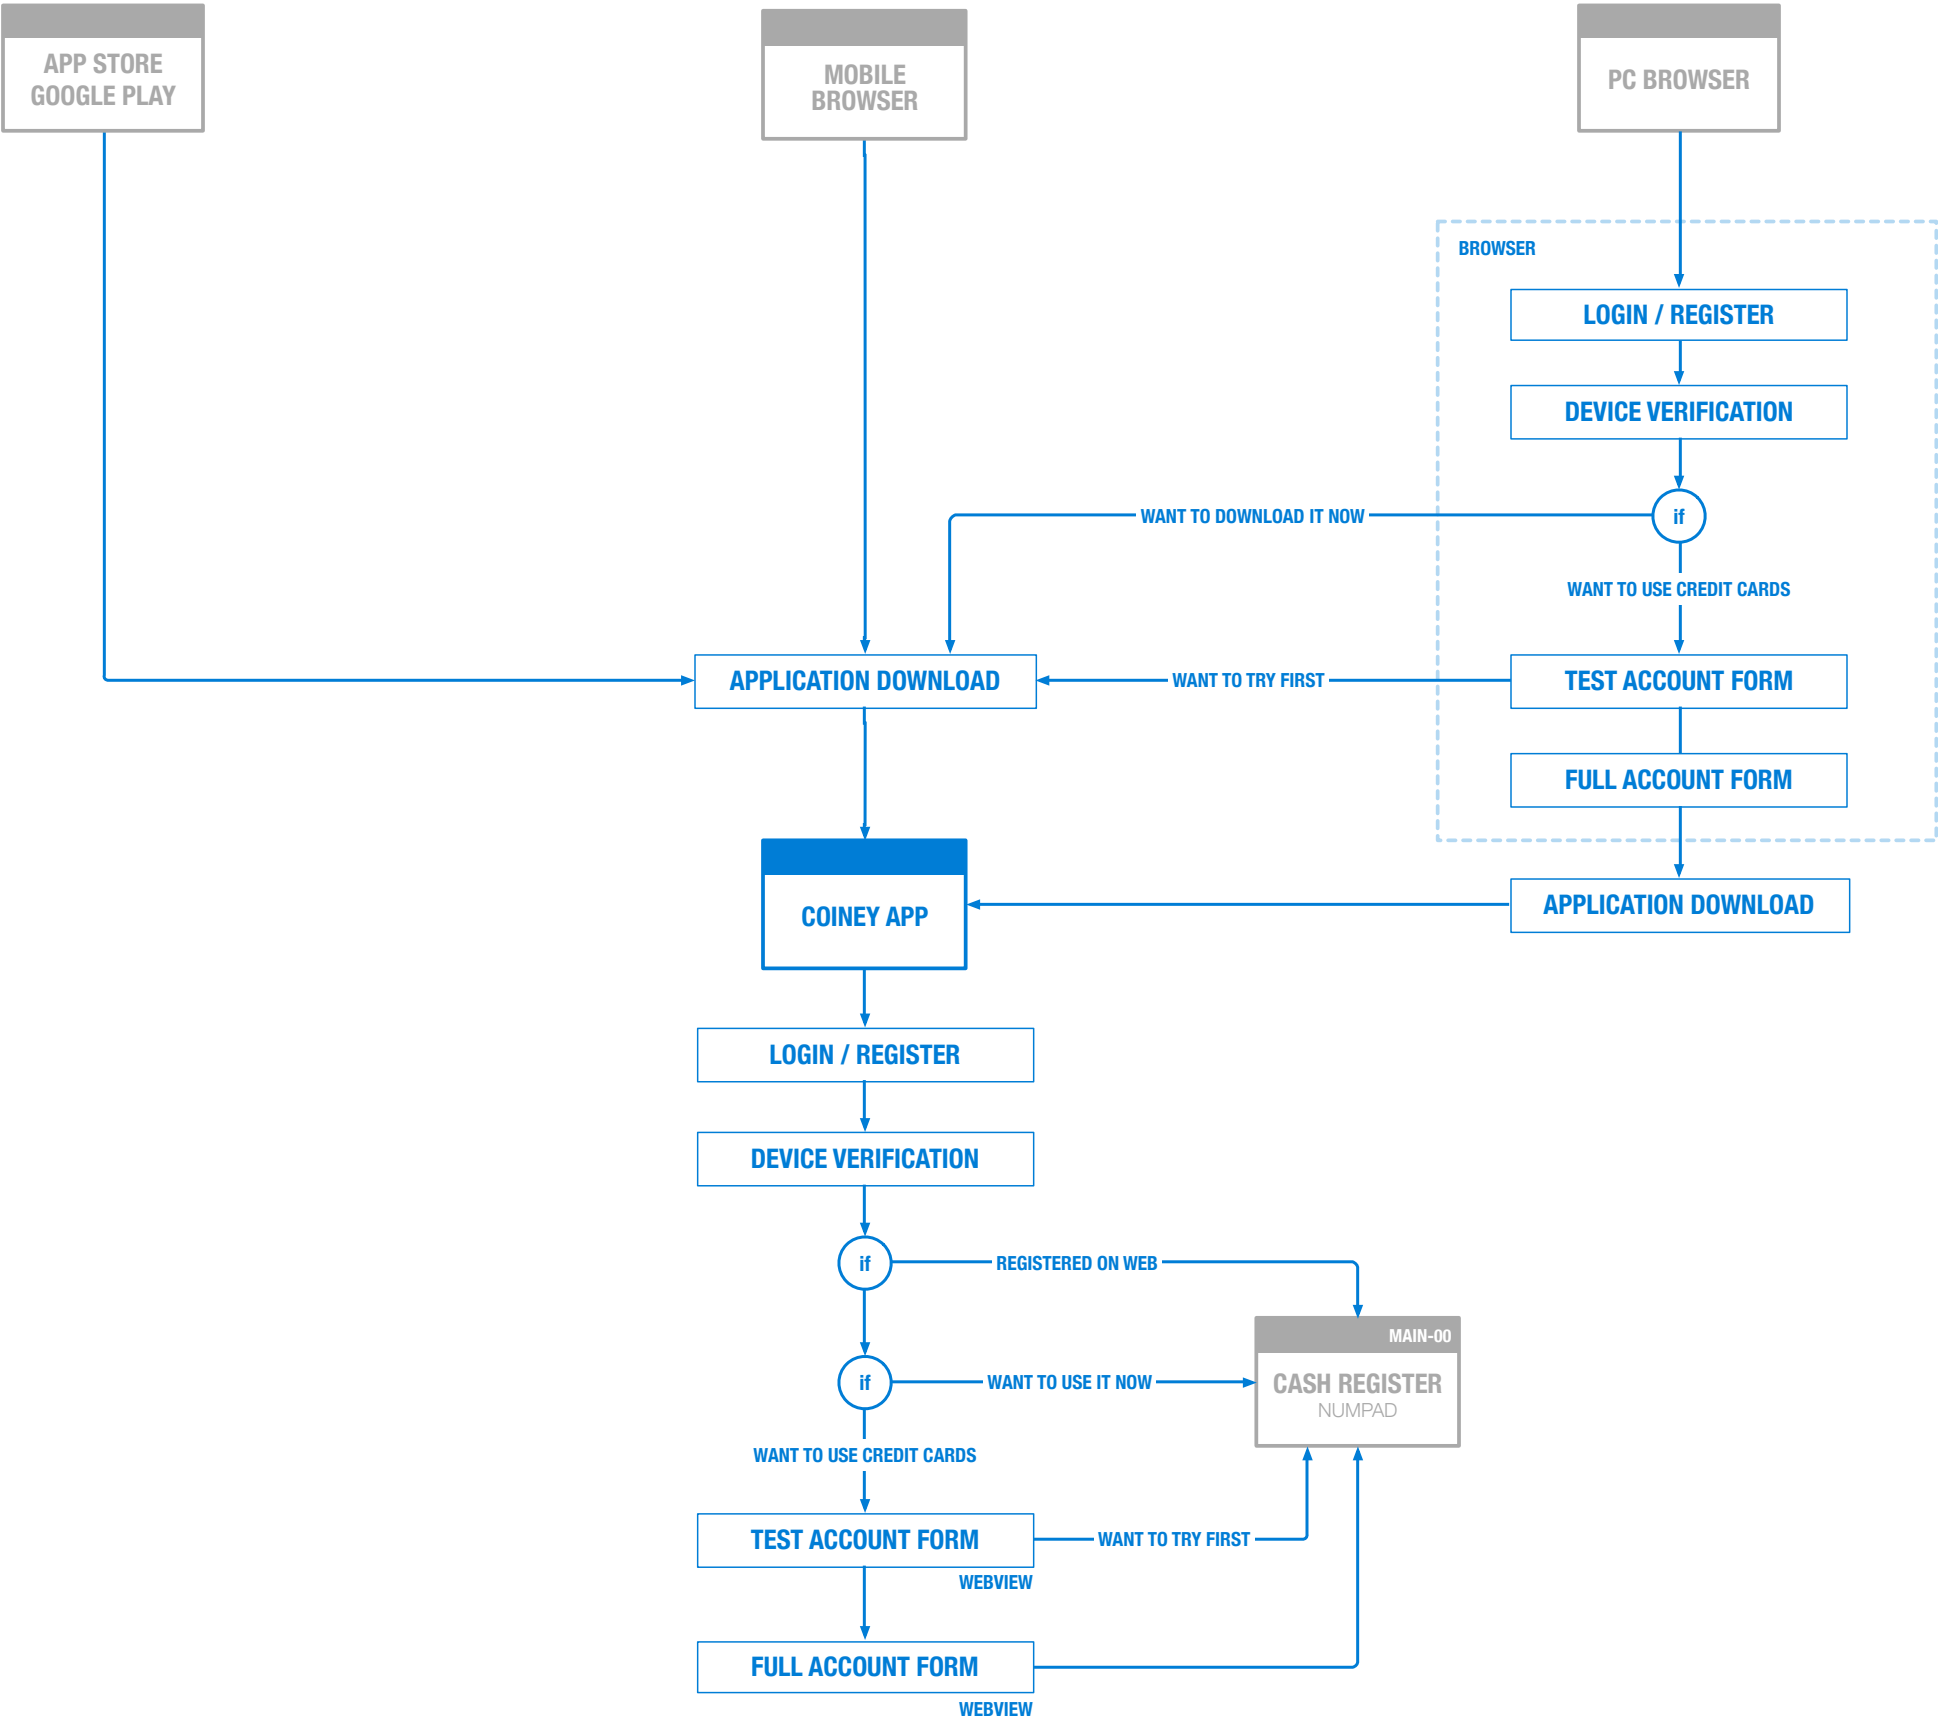 APP STORE
GOOGLE PLAY
MOBILE
BROWSER
PC BROWSER
BROWSER
LOGIN / REGISTER
DEVICE VERIFICATION
if
WANT TO DOWNLOAD IT NOW
WANT TO USE CREDIT CARDS
APPLICATION DOWNLOAD
WANT TO TRY FIRST
TEST ACCOUNT FORM
FULL ACCOUNT FORM
APPLICATION DOWNLOAD
COINEY APP
LOGIN / REGISTER
DEVICE VERIFICATION
if
REGISTERED ON WEB
MAIN-00
CASH REGISTER
NUMPAD
if
WANT TO USE IT NOW
WANT TO USE CREDIT CARDS
TEST ACCOUNT FORM
WANT TO TRY FIRST
WEBVIEW
FULL ACCOUNT FORM
WEBVIEW